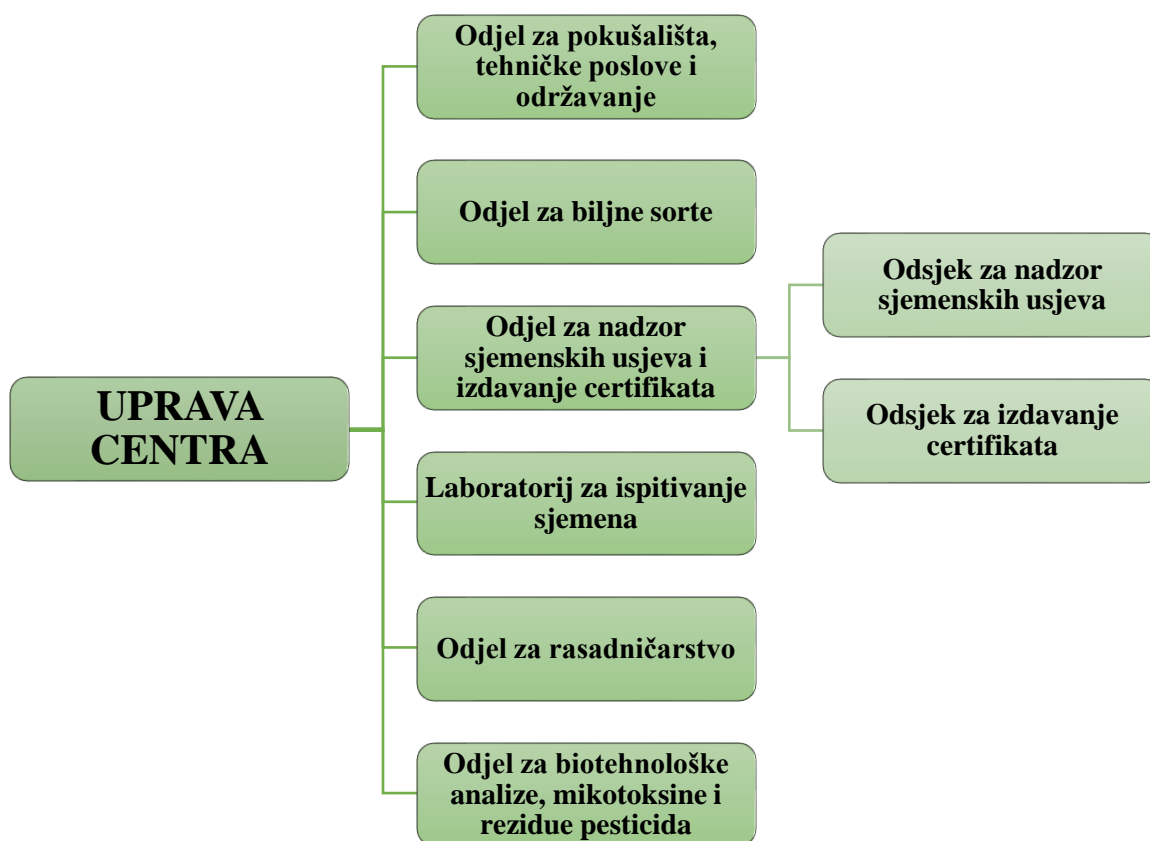 Odjel za pokušališta,
tehničke poslove i
održavanje
Odjel za biljne sorte
Odsjek za nadzor
sjemenskih usjeva
Odjel za nadzor
sjemenskih usjeva i
izdavanje certifikata
UPRAVA
CENTRA
Odsjek za izdavanje
certifikata
Laboratorij za ispitivanje
sjemena
Odjel za rasadničarstvo
Odjel za biotehnološke
analize, mikotoksine i
rezidue pesticida